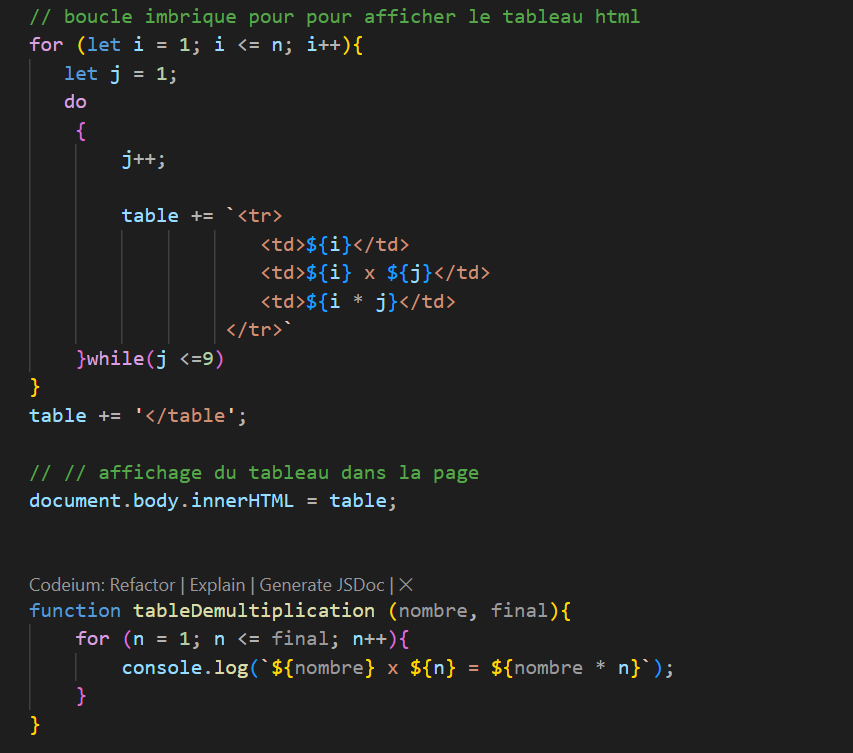 // boucle imbrique pour pour afficher le tableau html
for (let i = 1; i <= n; i++){
let j = 1;
do
{
j++;
table += `<tr>
<td>${i}</td>
<td>${i} x ${j}</td>
<td>${i * j}</td>
</tr>`
}while(j <=9)
}
table += '</table';
// // affichage du tableau dans la page
document.body.innerHTML = table;
Codeium: Refactor | Explain | Generate JSDoc | ✕
function tableDemultiplication (nombre, final){
for (n = 1; n <= final; n++){
console.log(`${nombre} x ${n} = ${nombre * n}`);
}
}